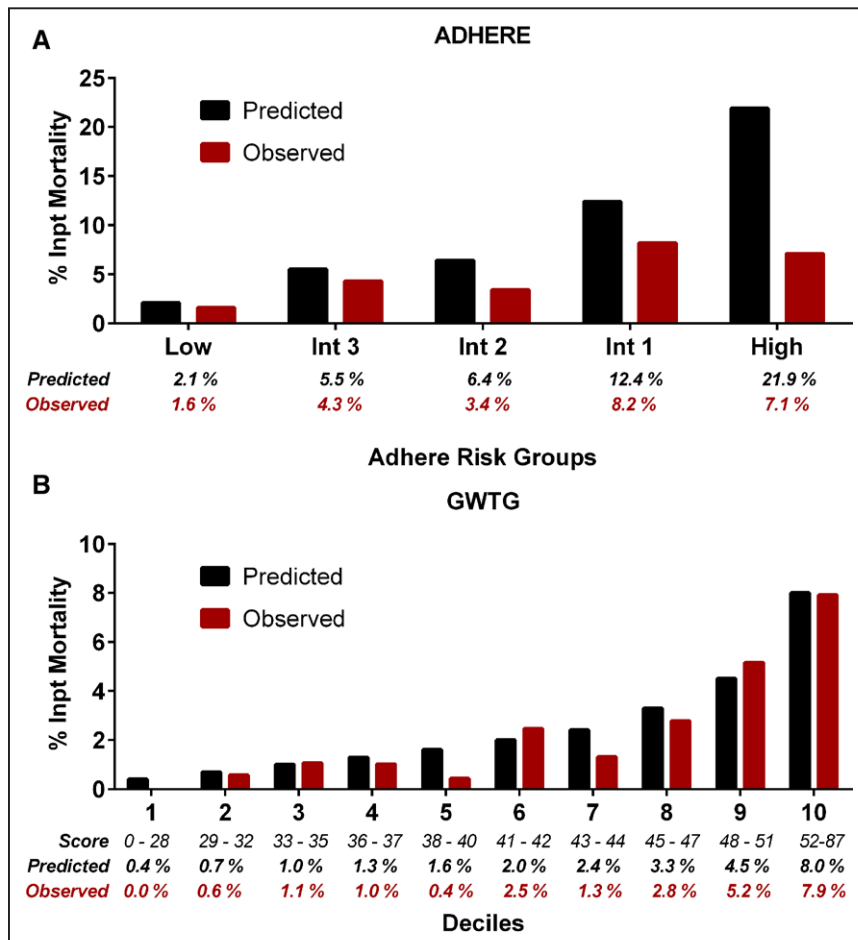 A
ADHERE
25
20
15
10
5
0
% Inpt Mortality
Predicted
Observed
Low Int 3 Int 2 Int 1 High
Predicted 2.1 % 5.5 % 6.4 % 12.4 % 21.9 %
Observed 1.6 % 4.3 % 3.4 % 8.2 % 7.1 %
Adhere Risk Groups
B
GWTG
10
8
6
4
2
0
% Inpt Mortality
Predicted
Observed
1 2 3 4 5 6 7 8 9 10
Score 0 - 28 29 - 32 33 - 35 36 - 37 38 - 40 41 - 42 43 - 44 45 - 47 48 - 51 52-87
Predicted 0.4 % 0.7 % 1.0 % 1.3 % 1.6 % 2.0 % 2.4 % 3.3 % 4.5 % 8.0 %
Observed 0.0 % 0.6 % 1.1 % 1.0 % 0.4 % 2.5 % 1.3 % 2.8 % 5.2 % 7.9 %
Deciles